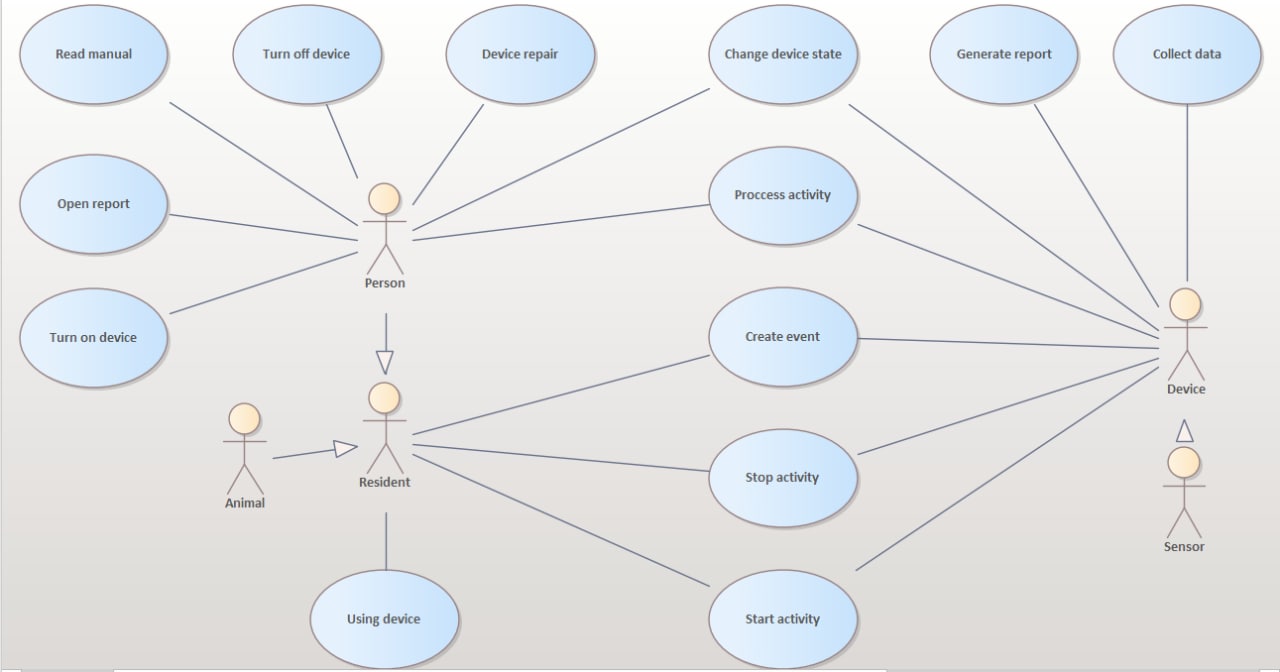 Read manual
Turn off device
Device repair
Change device state
Generate report
Collect data
Open report
Proccess activity
Person
Turn on device
Create event
Device
Animal
Resident
Stop activity
Sensor
Using device
Start activity